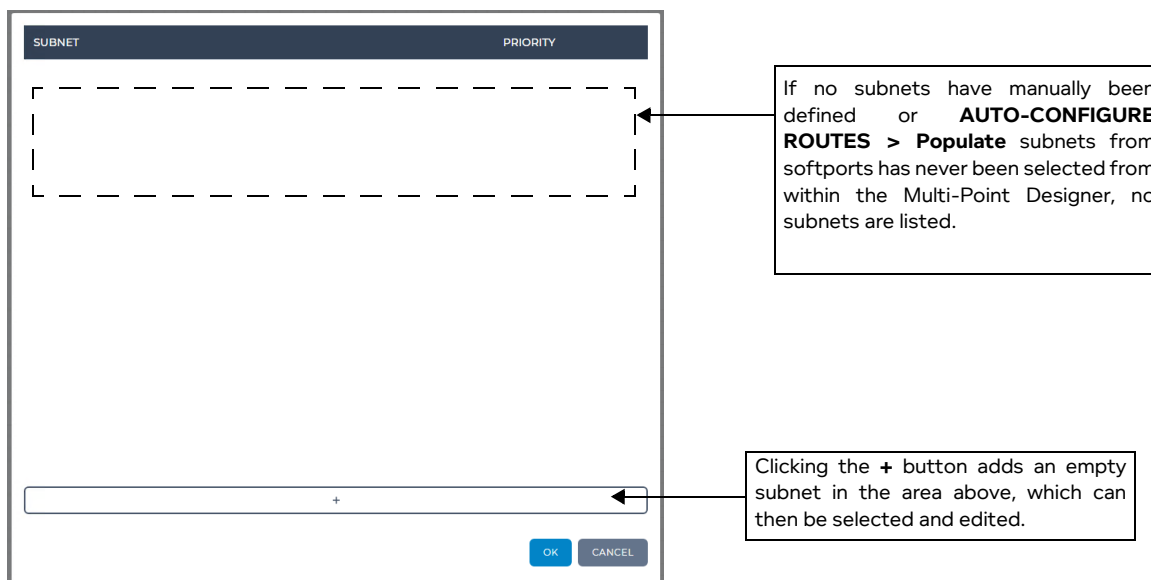 SUBNET PRIORITY
If no subnets have manually been
defined or AUTO-CONFIGURE
ROUTES > Populate subnets from
softports has never been selected from
within the Multi-Point Designer, no
subnets are listed.
+
Clicking the + button adds an empty
subnet in the area above, which can
then be selected and edited.
OK CANCEL